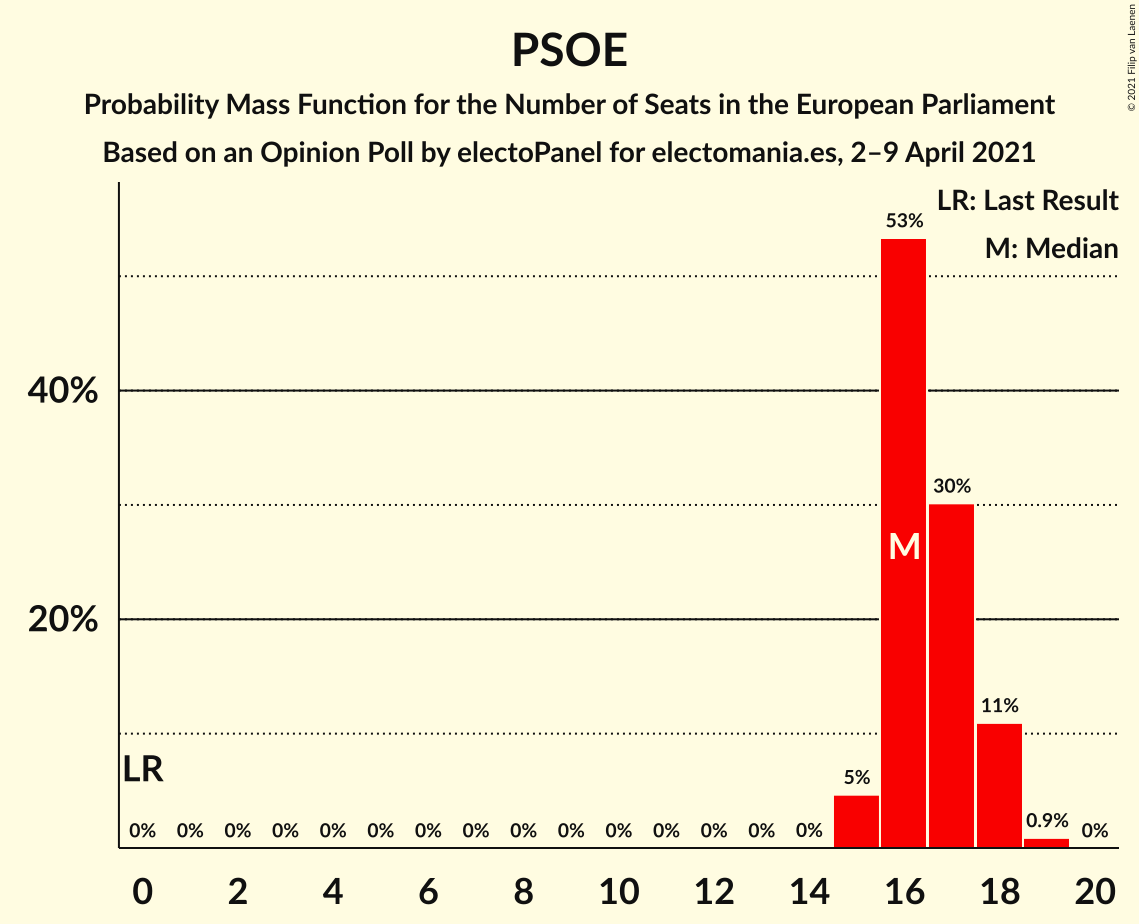 PSOE
Probability Mass Function for the Number of Seats in the European Parliament
Based on an Opinion Poll by electoPanel for electomania.es, 2–9 April 2021
© 2021 Filip van Laenen
LR: Last Result
M: Median
53%
40%
30%
M
20%
11%
LR
5%
0% 0% 0% 0% 0% 0% 0% 0% 0% 0% 0% 0% 0% 0% 0% 0.9% 0%
0 2 4 6 8 10 12 14 16 18 20